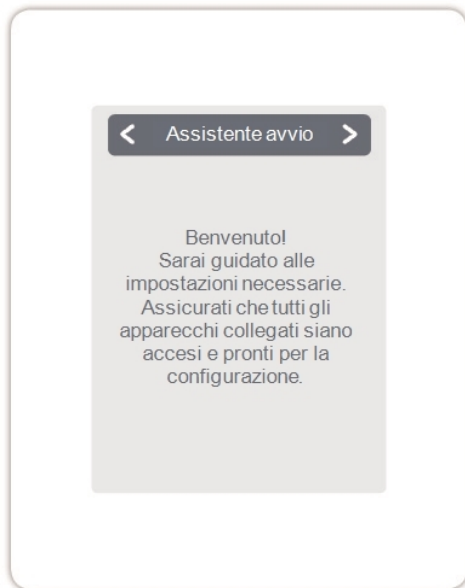 Assistente avvio
Benvenuto!
Sarai guidato alle
impostazioni necessarie.
Assicurati che tutti gli
apparecchi collegati siano
accesi e pronti per la
configurazione.